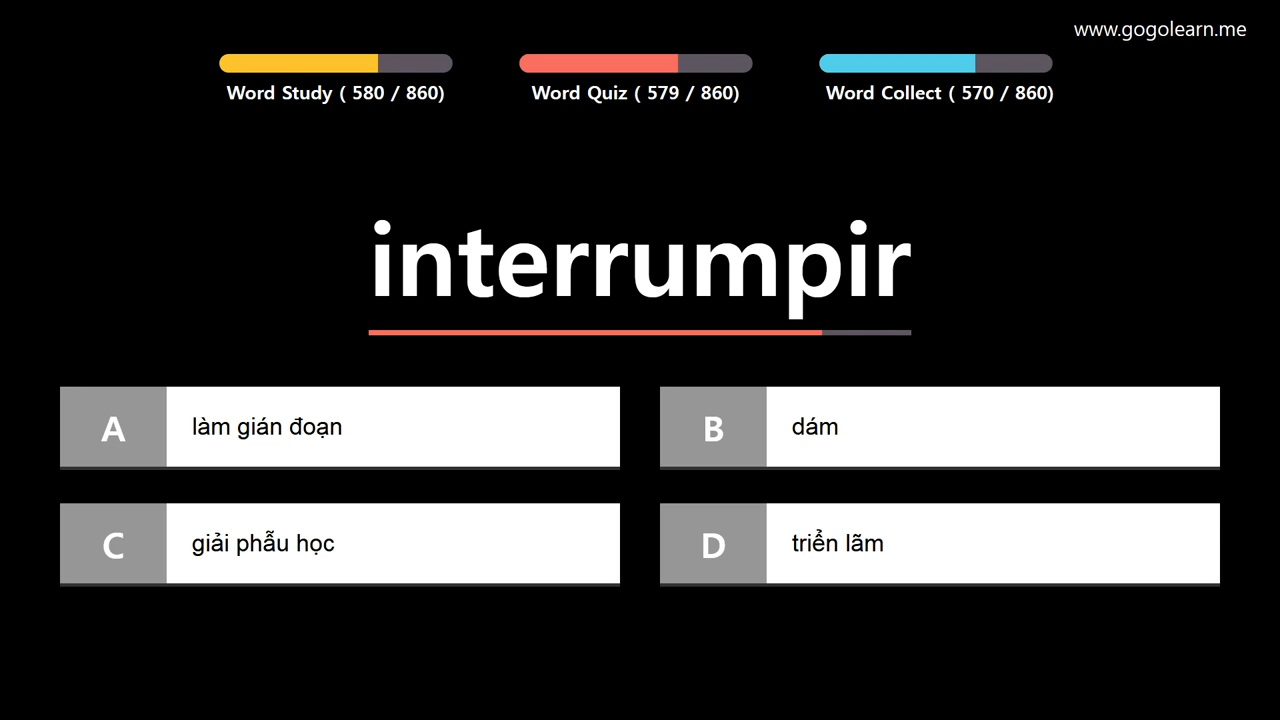 www.gogolearn.me
Word Study ( 580 / 860)
Word Quiz ( 579 / 860)
Word Collect ( 570 / 860)
interrumpir
A
làm gián đoạn
B
dám
C
giải phẫu học
D
triển lãm